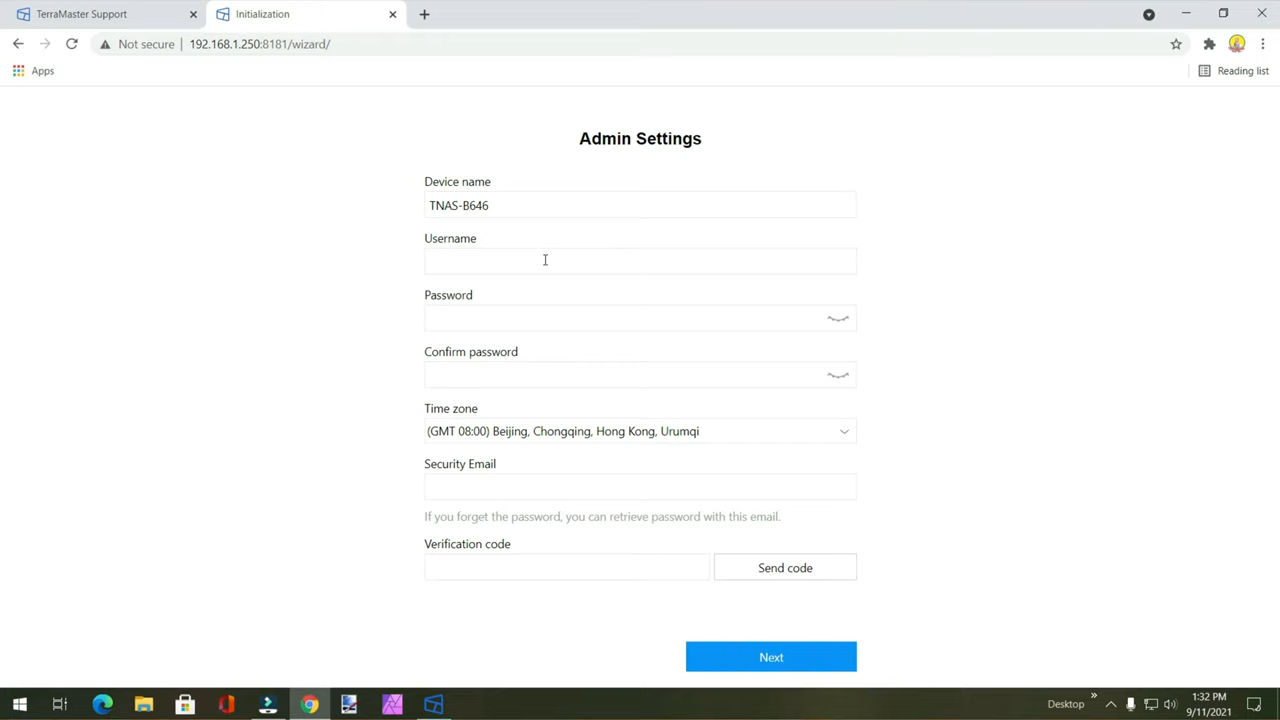 TerraMaster Support
Initialization
Not secure
192.168.1.250:8181/wizard/
Apps
Reading list
Admin Settings
Device name
TNAS-B646
Username
Password
Confirm password
Time zone
(GMT 08:00) Beijing, Chongqing, Hong Kong, Urumqi
Security Email
If you forget the password, you can retrieve password with this email.
Verification code
Send code
Next
Desktop
1:32 PM
9/11/2021